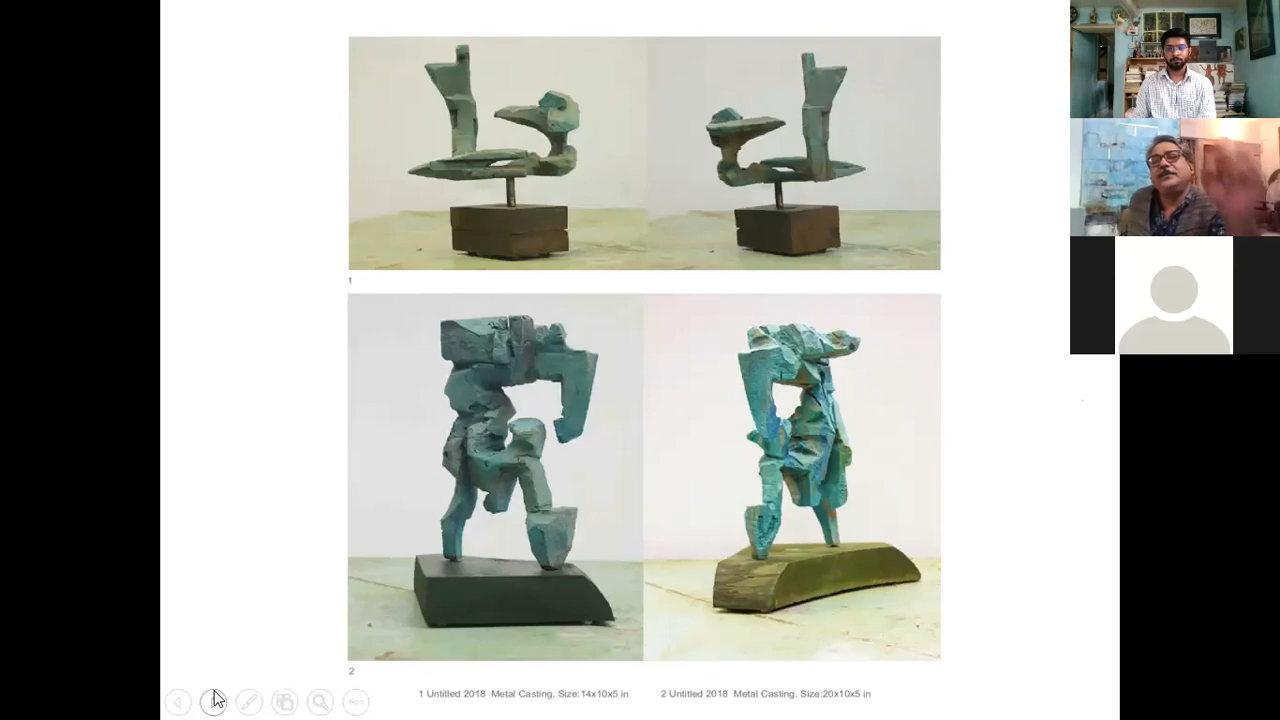 1
2
1 Untitled 2018 Metal Casting. Size:14x10x5 in
2 Untitled 2018 Metal Casting. Size:20x10x5 in